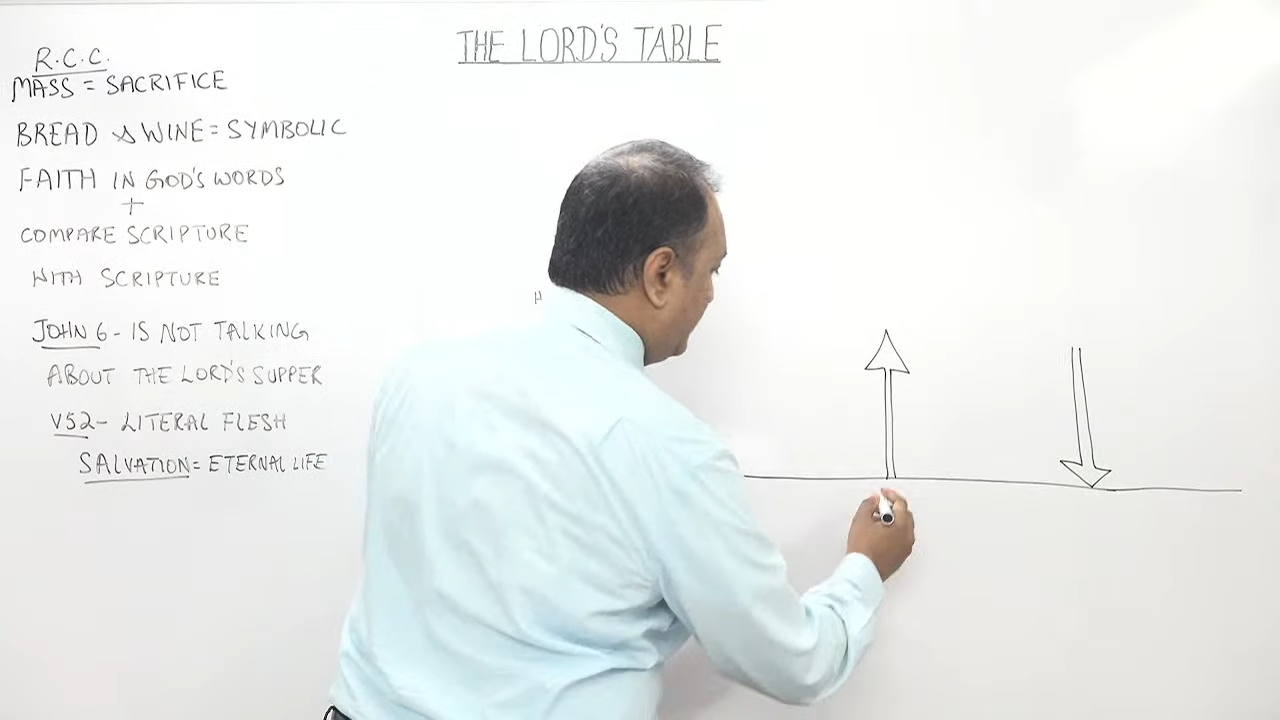 THE LORD'S TABLE
R.C.C.
MASS = SACRIFICE
BREAD & WINE = SYMBOLIC
FAITH IN GOD'S WORDS
+
COMPARE SCRIPTURE
WITH SCRIPTURE
JOHN 6 - IS NOT TALKING
ABOUT THE LORD'S SUPPER
V52 - LITERAL FLESH
SALVATION = ETERNAL LIFE